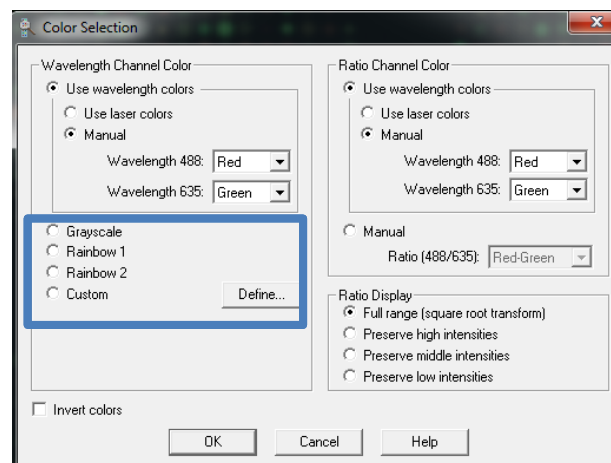 Color Selection
Wavelength Channel Color
Use wavelength colors
Use laser colors
Manual
Wavelength 488: Red
Wavelength 635: Green
Grayscale
Rainbow 1
Rainbow 2
Custom Define...
Invert colors
Ratio Channel Color
Use wavelength colors
Use laser colors
Manual
Wavelength 488: Red
Wavelength 635: Green
Manual
Ratio (488/635): Red-Green
Ratio Display
Full range (square root transform)
Preserve high intensities
Preserve middle intensities
Preserve low intensities
OK Cancel Help